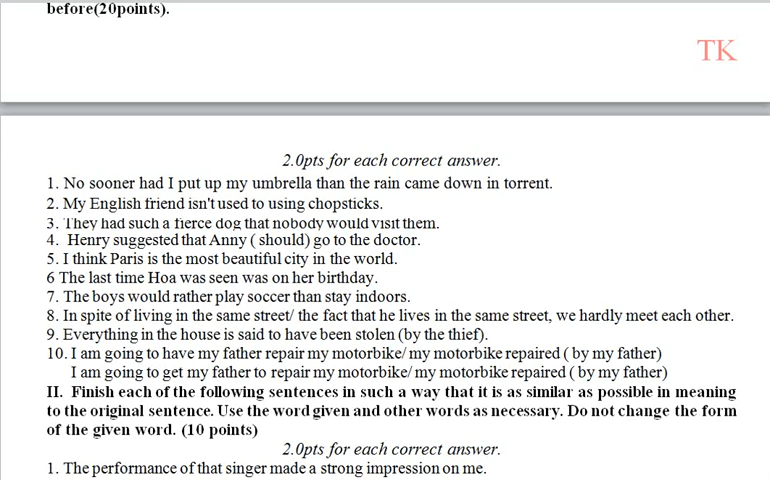 before(20points).
TK
2.0pts for each correct answer.
1. No sooner had I put up my umbrella than the rain came down in torrent.
2. My English friend isn't used to using chopsticks.
3. They had such a fierce dog that nobody would visit them.
4. Henry suggested that Anny ( should) go to the doctor.
5. I think Paris is the most beautiful city in the world.
6 The last time Hoa was seen was on her birthday.
7. The boys would rather play soccer than stay indoors.
8. In spite of living in the same street/ the fact that he lives in the same street, we hardly meet each other.
9. Everything in the house is said to have been stolen (by the thief).
10. I am going to have my father repair my motorbike/ my motorbike repaired ( by my father)
I am going to get my father to repair my motorbike/ my motorbike repaired ( by my father)
II. Finish each of the following sentences in such a way that it is as similar as possible in meaning
to the original sentence. Use the word given and other words as necessary. Do not change the form
of the given word. (10 points)
2.0pts for each correct answer.
1. The performance of that singer made a strong impression on me.